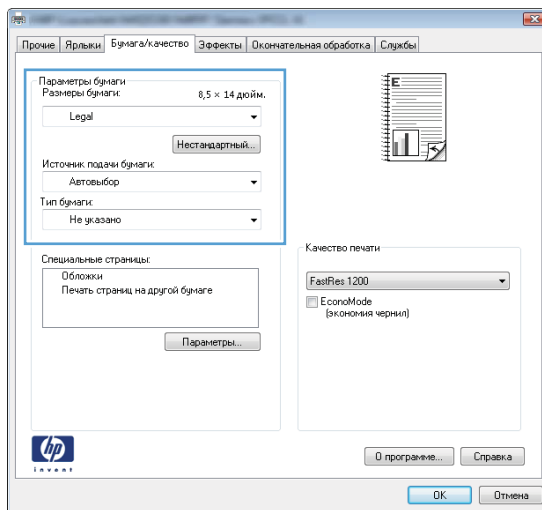 Прочие Ярлыки Бумага/качество Эффекты Окончательная обработка Службы
Параметры бумаги
Размеры бумаги: 8,5 × 14 дюйм.
Legal
Нестандартный...
Источник подачи бумаги:
Автовыбор
Тип бумаги:
Не указано
Специальные страницы:
Обложки
Печать страниц на другой бумаге
Параметры...
E
Качество печати
FastRes 1200
EconoMode
(экономия чернил)
hp
invent
О программе... Справка
OK Отмена